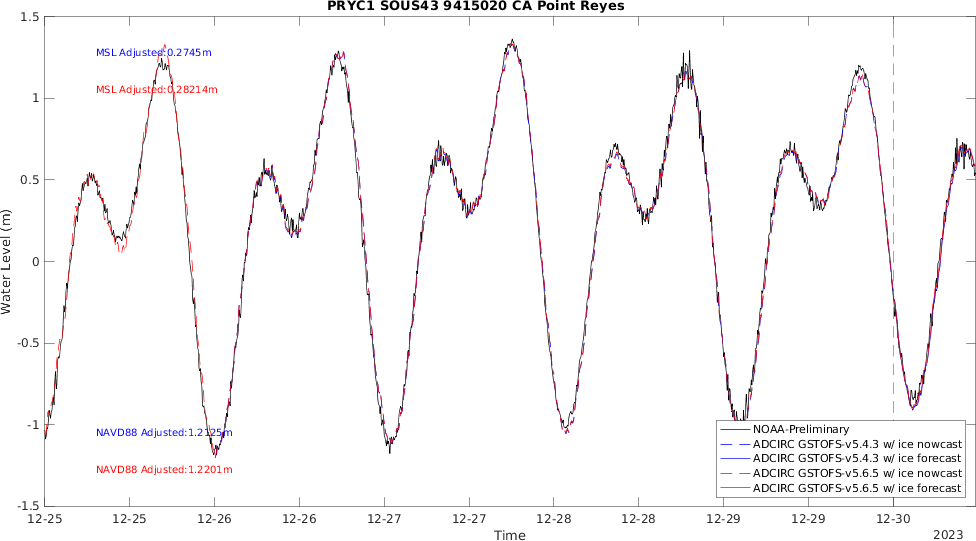 PRYC1 SOUS43 9415020 CA Point Reyes
1.5
1
0.5
0
-0.5
-1
-1.5
Water Level (m)
MSL Adjusted:0.2745m
MSL Adjusted:0.28214m
NAVD88 Adjusted:1.2125m
NAVD88 Adjusted:1.2201m
NOAA-Preliminary
ADCIRC GSTOFS-v5.4.3 w/ ice nowcast
ADCIRC GSTOFS-v5.4.3 w/ ice forecast
ADCIRC GSTOFS-v5.6.5 w/ ice nowcast
ADCIRC GSTOFS-v5.6.5 w/ ice forecast
12-25 12-25 12-26 12-26 12-27 12-27 12-28 12-28 12-29 12-29 12-30
Time
2023